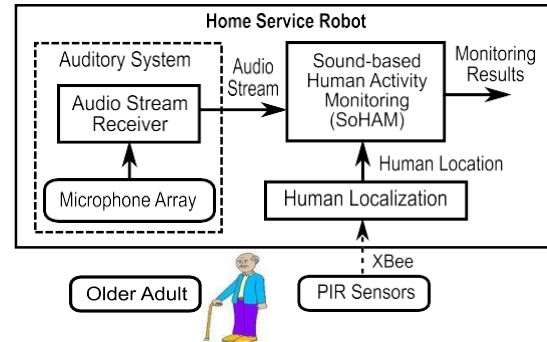 Home Service Robot
Auditory System
Audio Stream
Receiver
Microphone Array
Audio
Stream
Sound-based
Human Activity
Monitoring
(SoHAM)
Monitoring
Results
Human Location
Human Localization
XBee
Older Adult
PIR Sensors